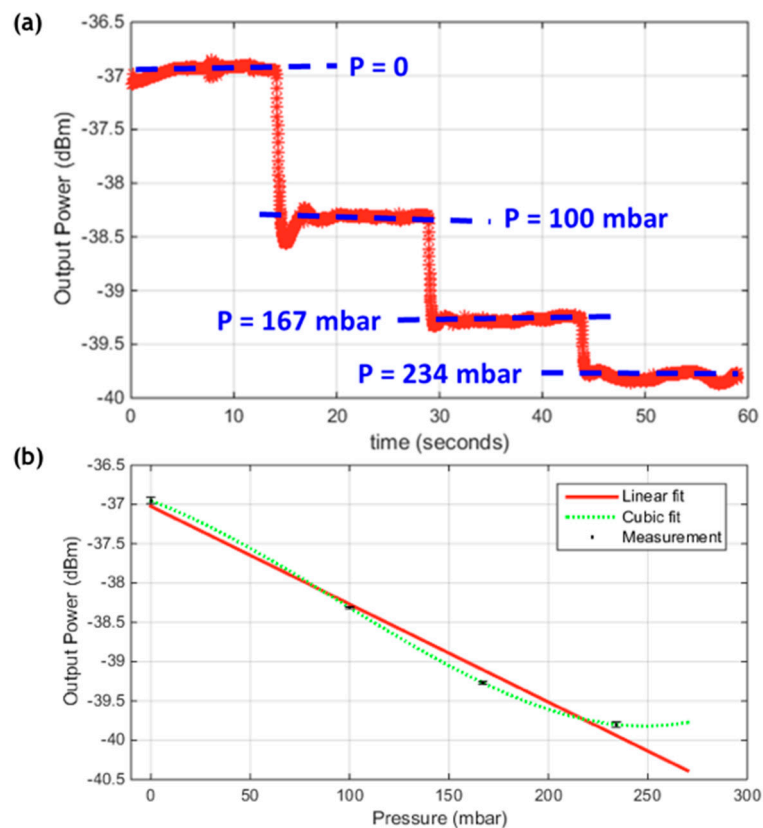 (a)
-36.5
-37
-37.5
-38
-38.5
-39
-39.5
-40
Output Power (dBm)
P = 0
P = 100 mbar
P = 167 mbar
P = 234 mbar
0 10 20 30 40 50 60
time (seconds)
(b)
-36.5
-37
-37.5
-38
-38.5
-39
-39.5
-40
-40.5
Output Power (dBm)
Linear fit
Cubic fit
Measurement
0 50 100 150 200 250 300
Pressure (mbar)